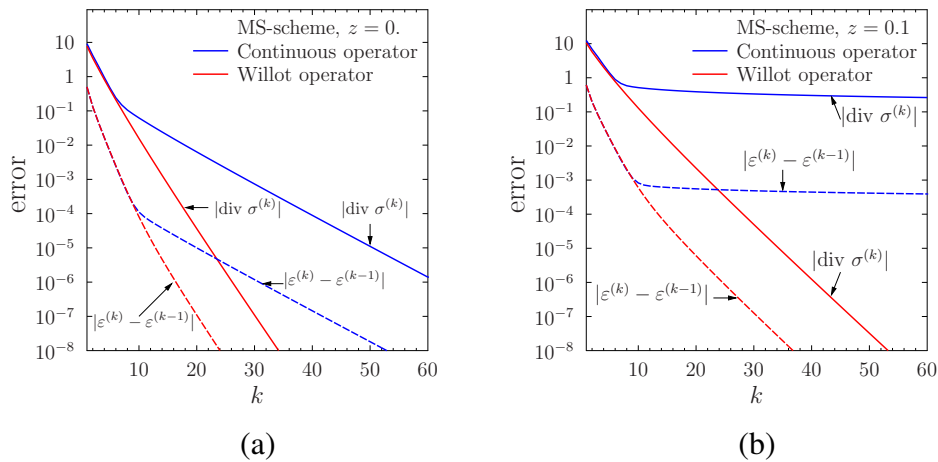 MS-scheme, z = 0.
Continuous operator
Willot operator
error
10
1
10⁻¹
10⁻²
10⁻³
10⁻⁴
10⁻⁵
10⁻⁶
10⁻⁷
10⁻⁸
|div σ⁽ᵏ⁾|
|div σ⁽ᵏ⁾|
|ε⁽ᵏ⁾ − ε⁽ᵏ⁻¹⁾|
|ε⁽ᵏ⁾ − ε⁽ᵏ⁻¹⁾|
10 20 30 40 50 60
k
(a)
MS-scheme, z = 0.1
Continuous operator
Willot operator
error
10
1
10⁻¹
10⁻²
10⁻³
10⁻⁴
10⁻⁵
10⁻⁶
10⁻⁷
10⁻⁸
|div σ⁽ᵏ⁾|
|ε⁽ᵏ⁾ − ε⁽ᵏ⁻¹⁾|
|div σ⁽ᵏ⁾|
|ε⁽ᵏ⁾ − ε⁽ᵏ⁻¹⁾|
10 20 30 40 50 60
k
(b)